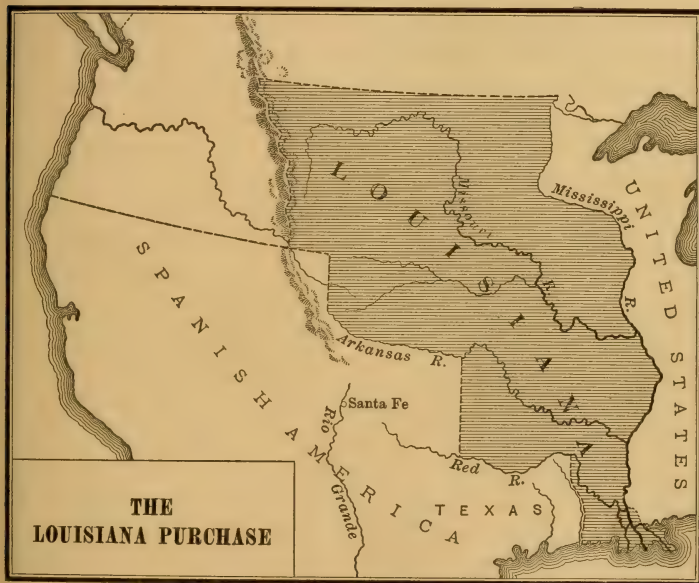 LOUISIANA
Missouri
R.
Mississippi
R.
UNITED STATES
SPANISH AMERICA
Arkansas R.
Santa Fe
Rio
Grande
Red
R.
TEXAS
THE
LOUISIANA PURCHASE